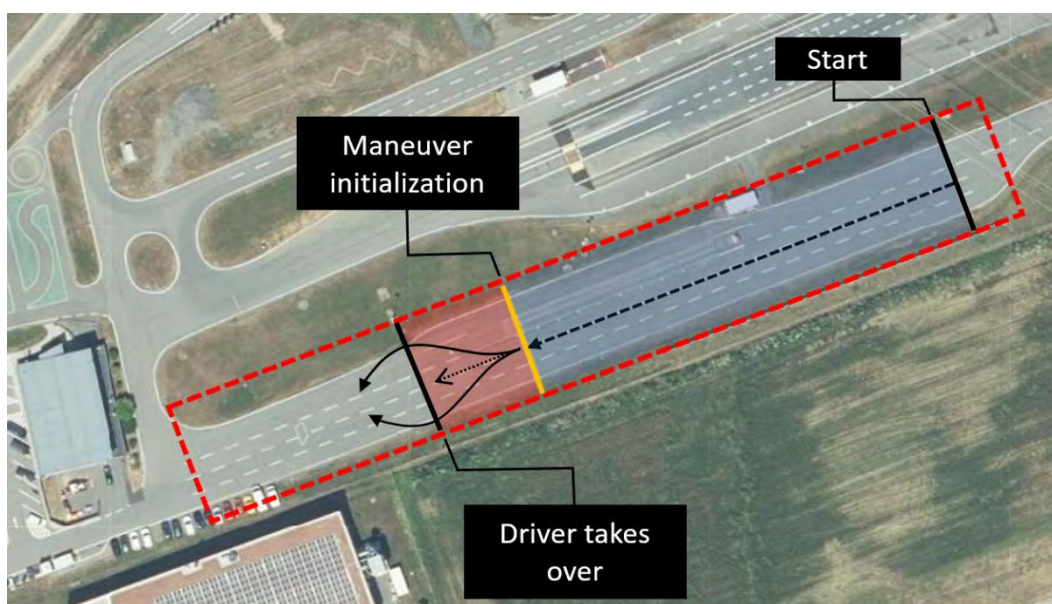 Start
Maneuver
initialization
Driver takes
over